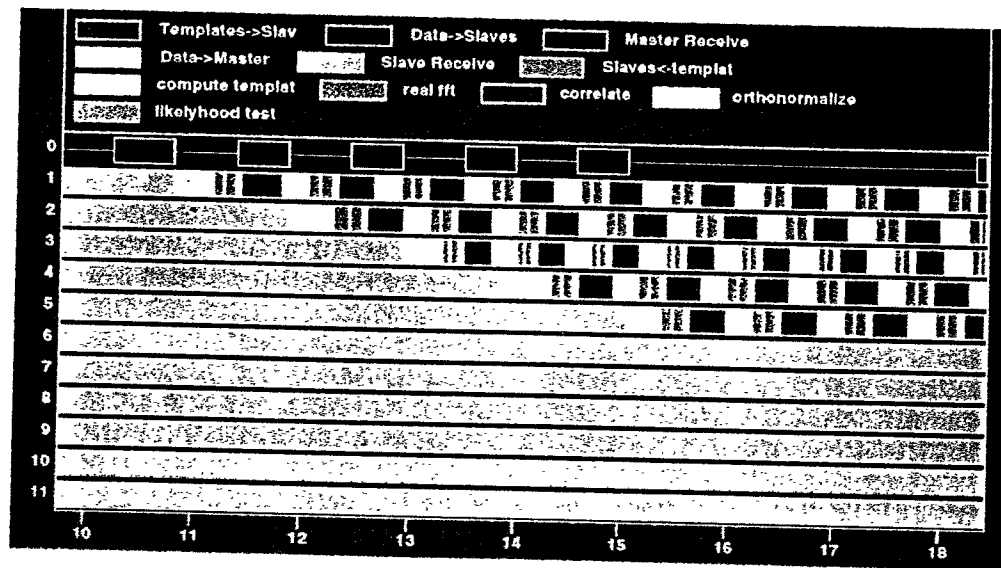 Templates->Slav Data->Slaves Master Receive
Data->Master Slave Receive Slaves<-templat
compute templat real fft correlate orthonormalize
likelyhood test
0
1
2
3
4
5
6
7
8
9
10
11
10 11 12 13 14 15 16 17 18